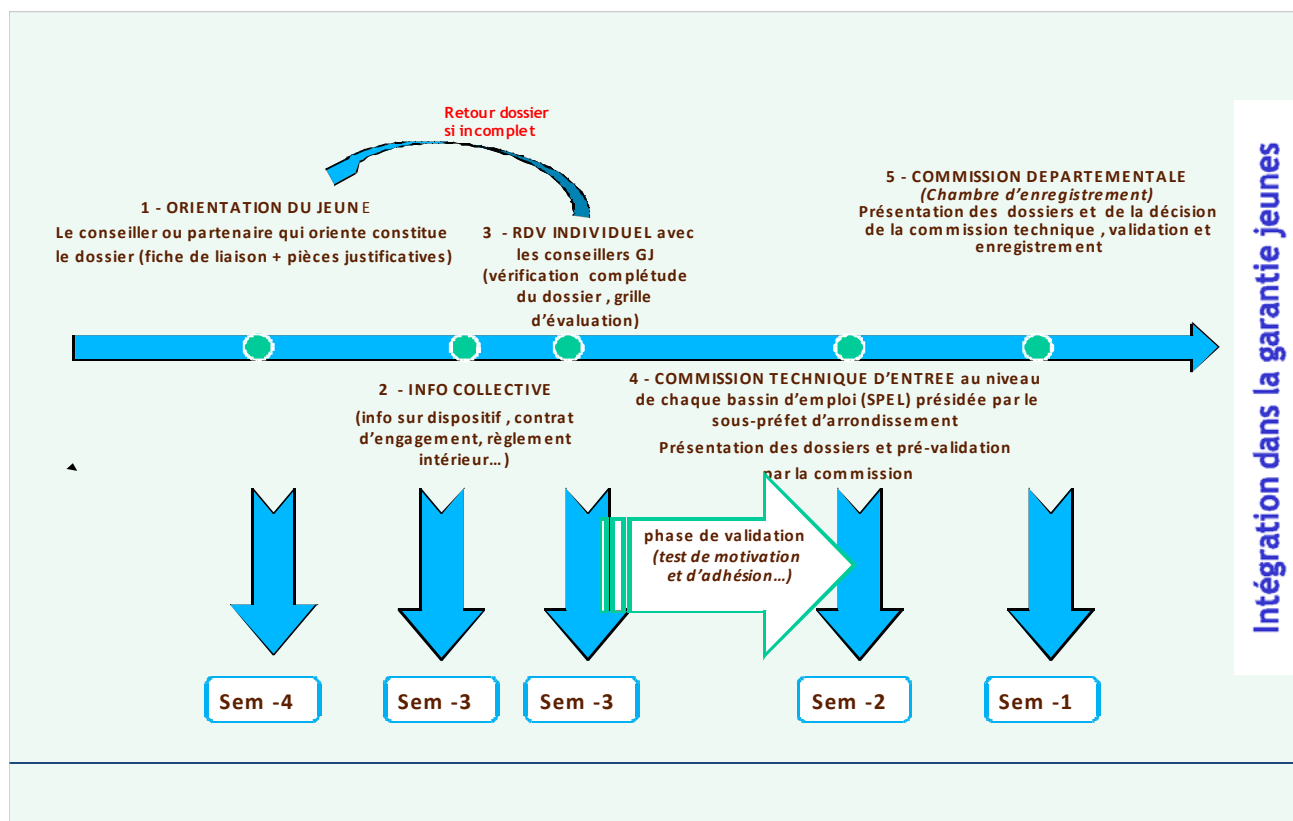 Retour dossier
si incomplet
1 - ORIENTATION DU JEUNE
Le conseiller ou partenaire qui oriente constitue
le dossier (fiche de liaison + pièces justificatives)
3 - RDV INDIVIDUEL avec
les conseillers GJ
(vérification complétude
du dossier , grille
d'évaluation)
5 - COMMISSION DEPARTEMENTALE
(Chambre d'enregistrement)
Présentation des dossiers et de la décision
de la commission technique , validation et
enregistrement
2 - INFO COLLECTIVE
(info sur dispositif , contrat
d'engagement, règlement
intérieur…)
4 - COMMISSION TECHNIQUE D'ENTREE au niveau
de chaque bassin d'emploi (SPEL) présidée par le
sous-préfet d'arrondissement
Présentation des dossiers et pré-validation
par la commission
phase de validation
(test de motivation
et d'adhésion…)
Sem -4
Sem -3
Sem -3
Sem -2
Sem -1
Intégration dans la garantie jeunes